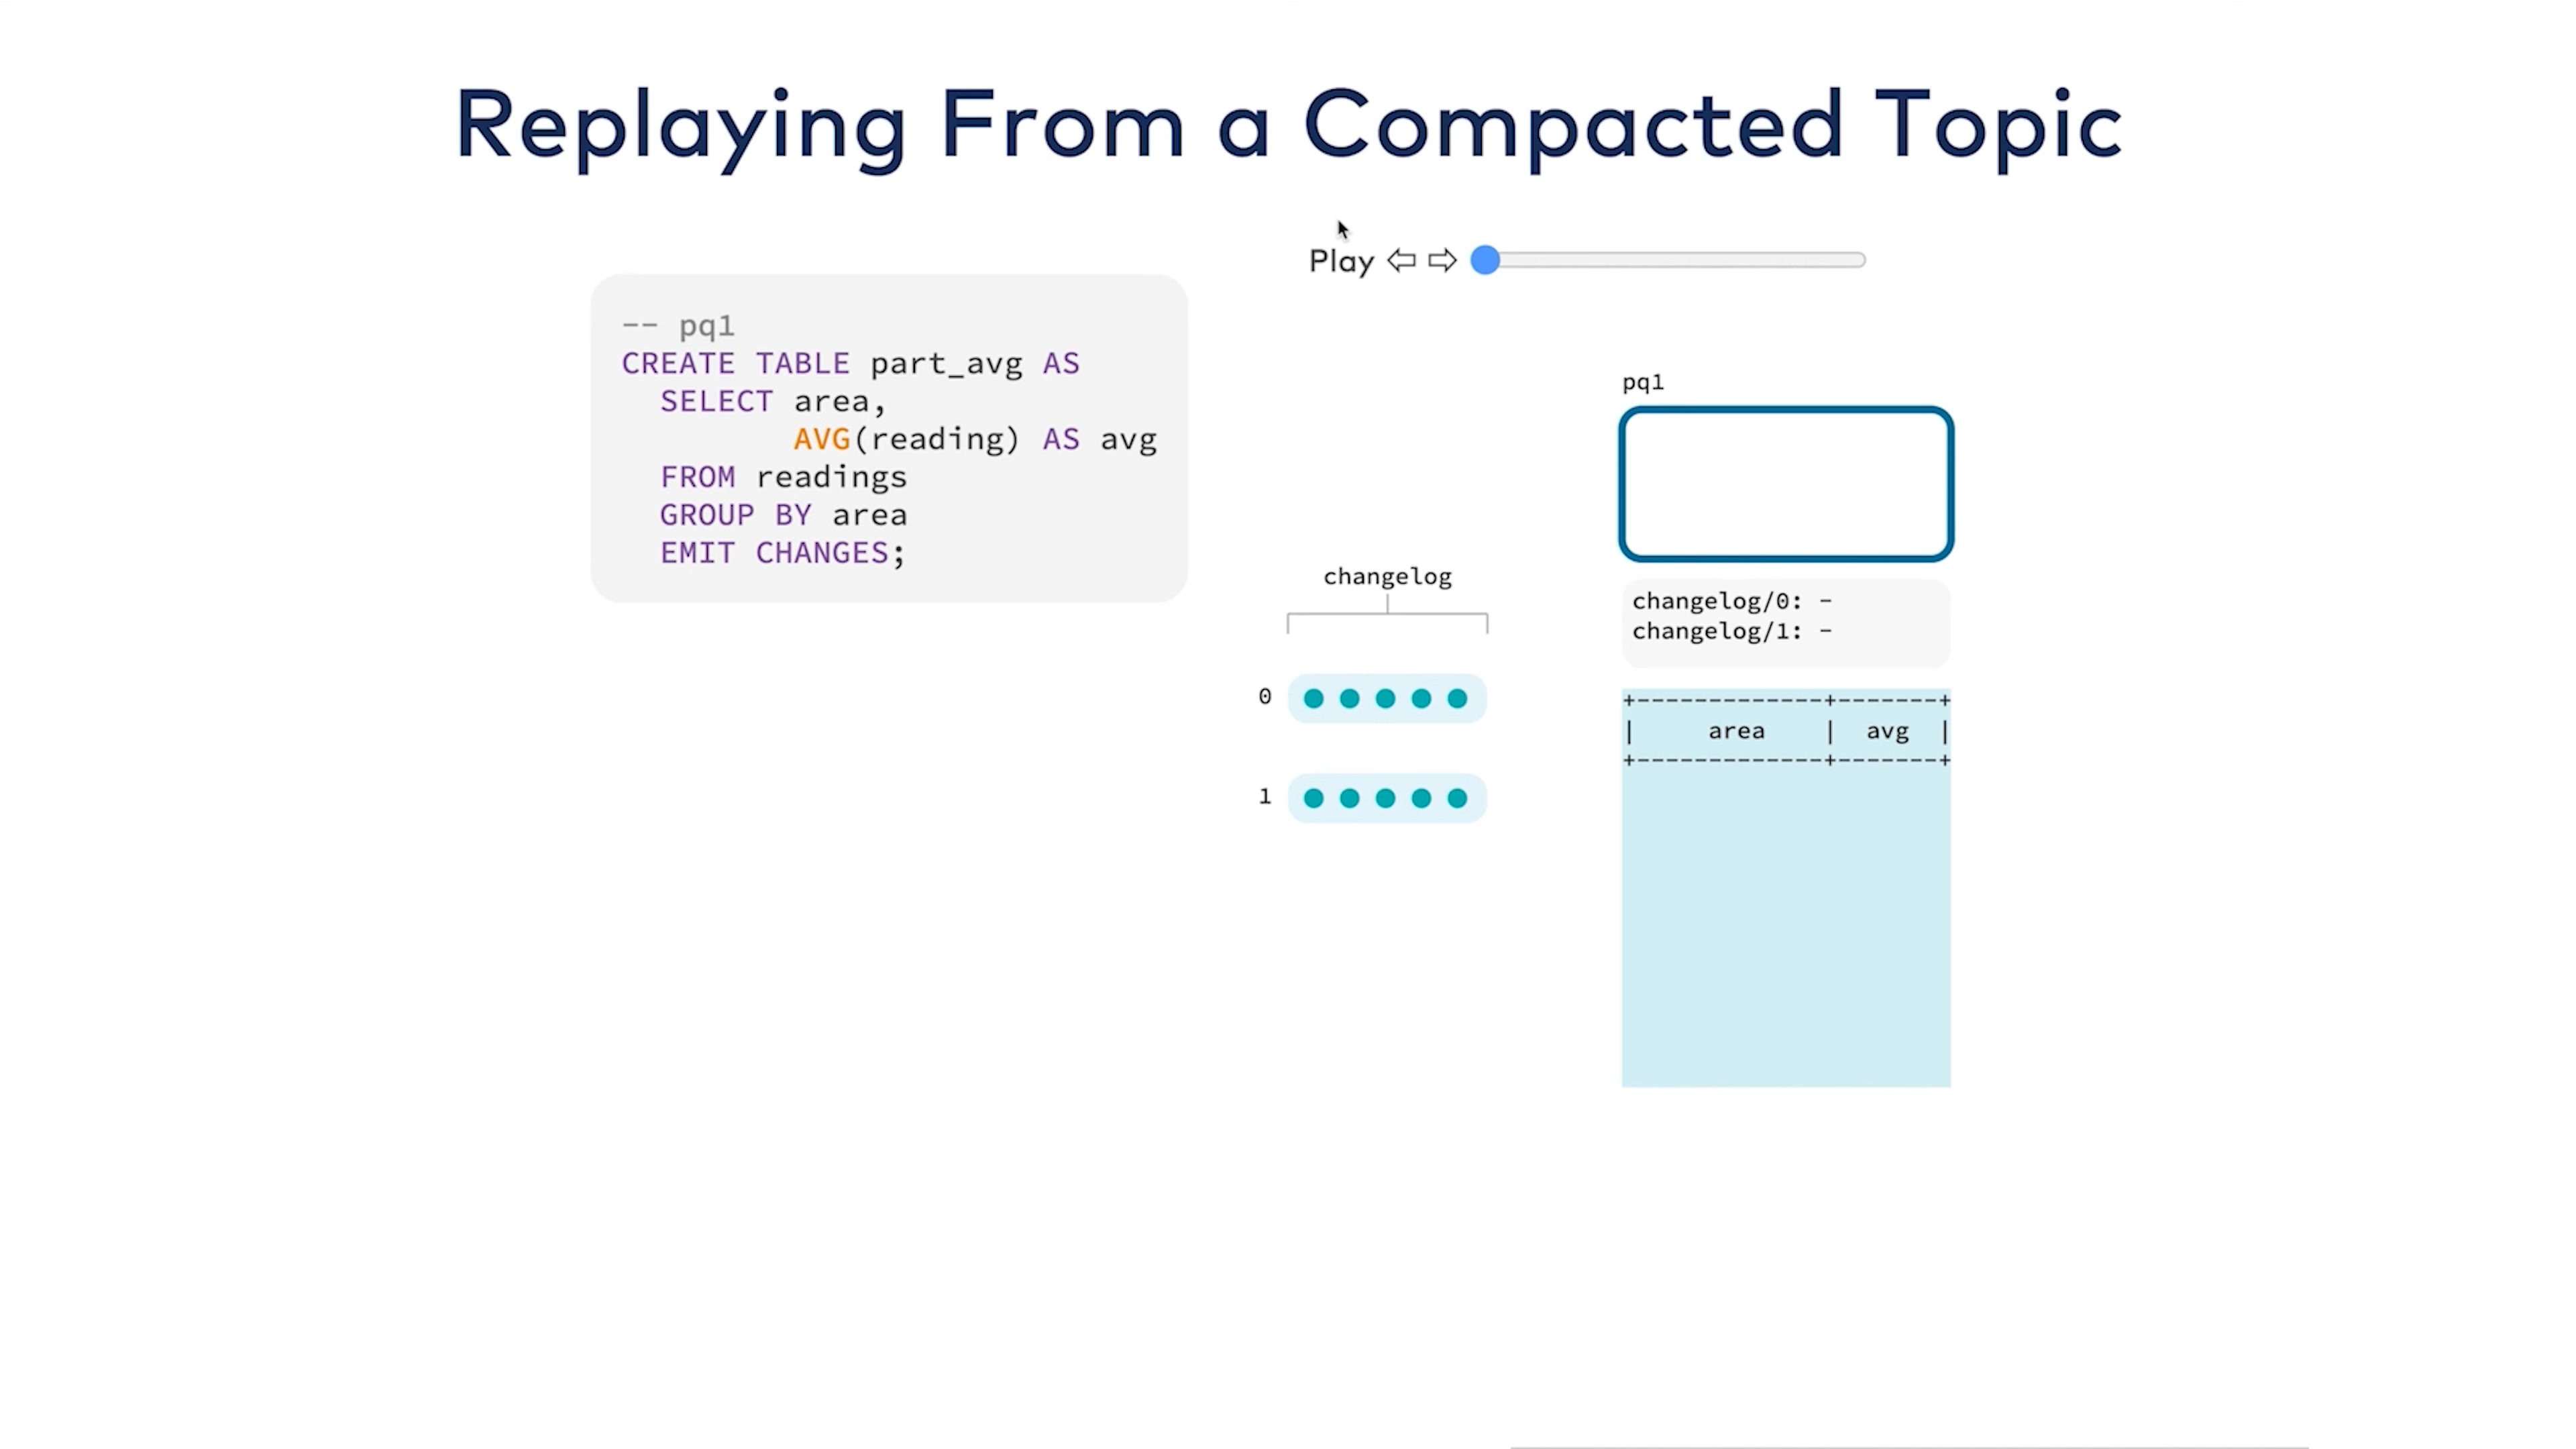 Replaying From a Compacted Topic
Play
-- pq1
CREATE TABLE part_avg AS
SELECT area,
AVG(reading) AS avg
FROM readings
GROUP BY area
EMIT CHANGES;
pq1
changelog
changelog/0: -
changelog/1: -
0
1
+-------------+-------+
| area | avg |
+-------------+-------+